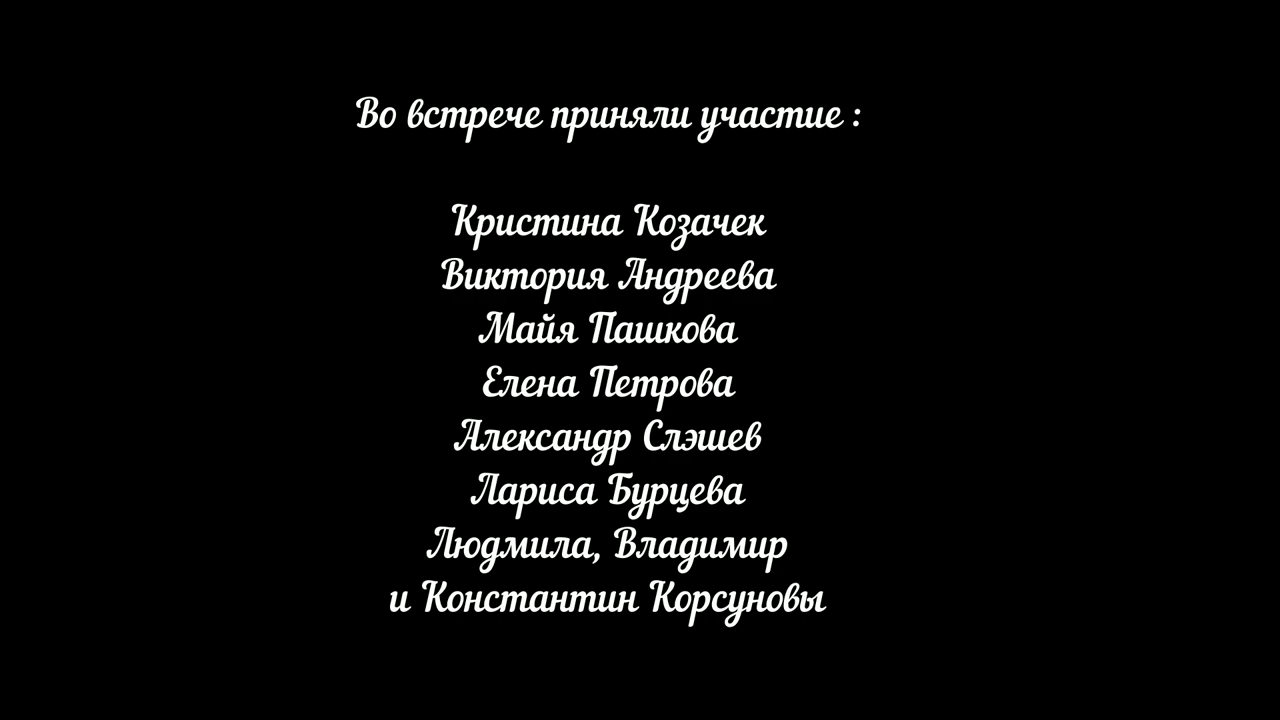 Во встрече приняли участие :
Кристина Козачек
Виктория Андреева
Майя Пашкова
Елена Петрова
Александр Слэшев
Лариса Бурцева
Людмила, Владимир
и Константин Корсуновы